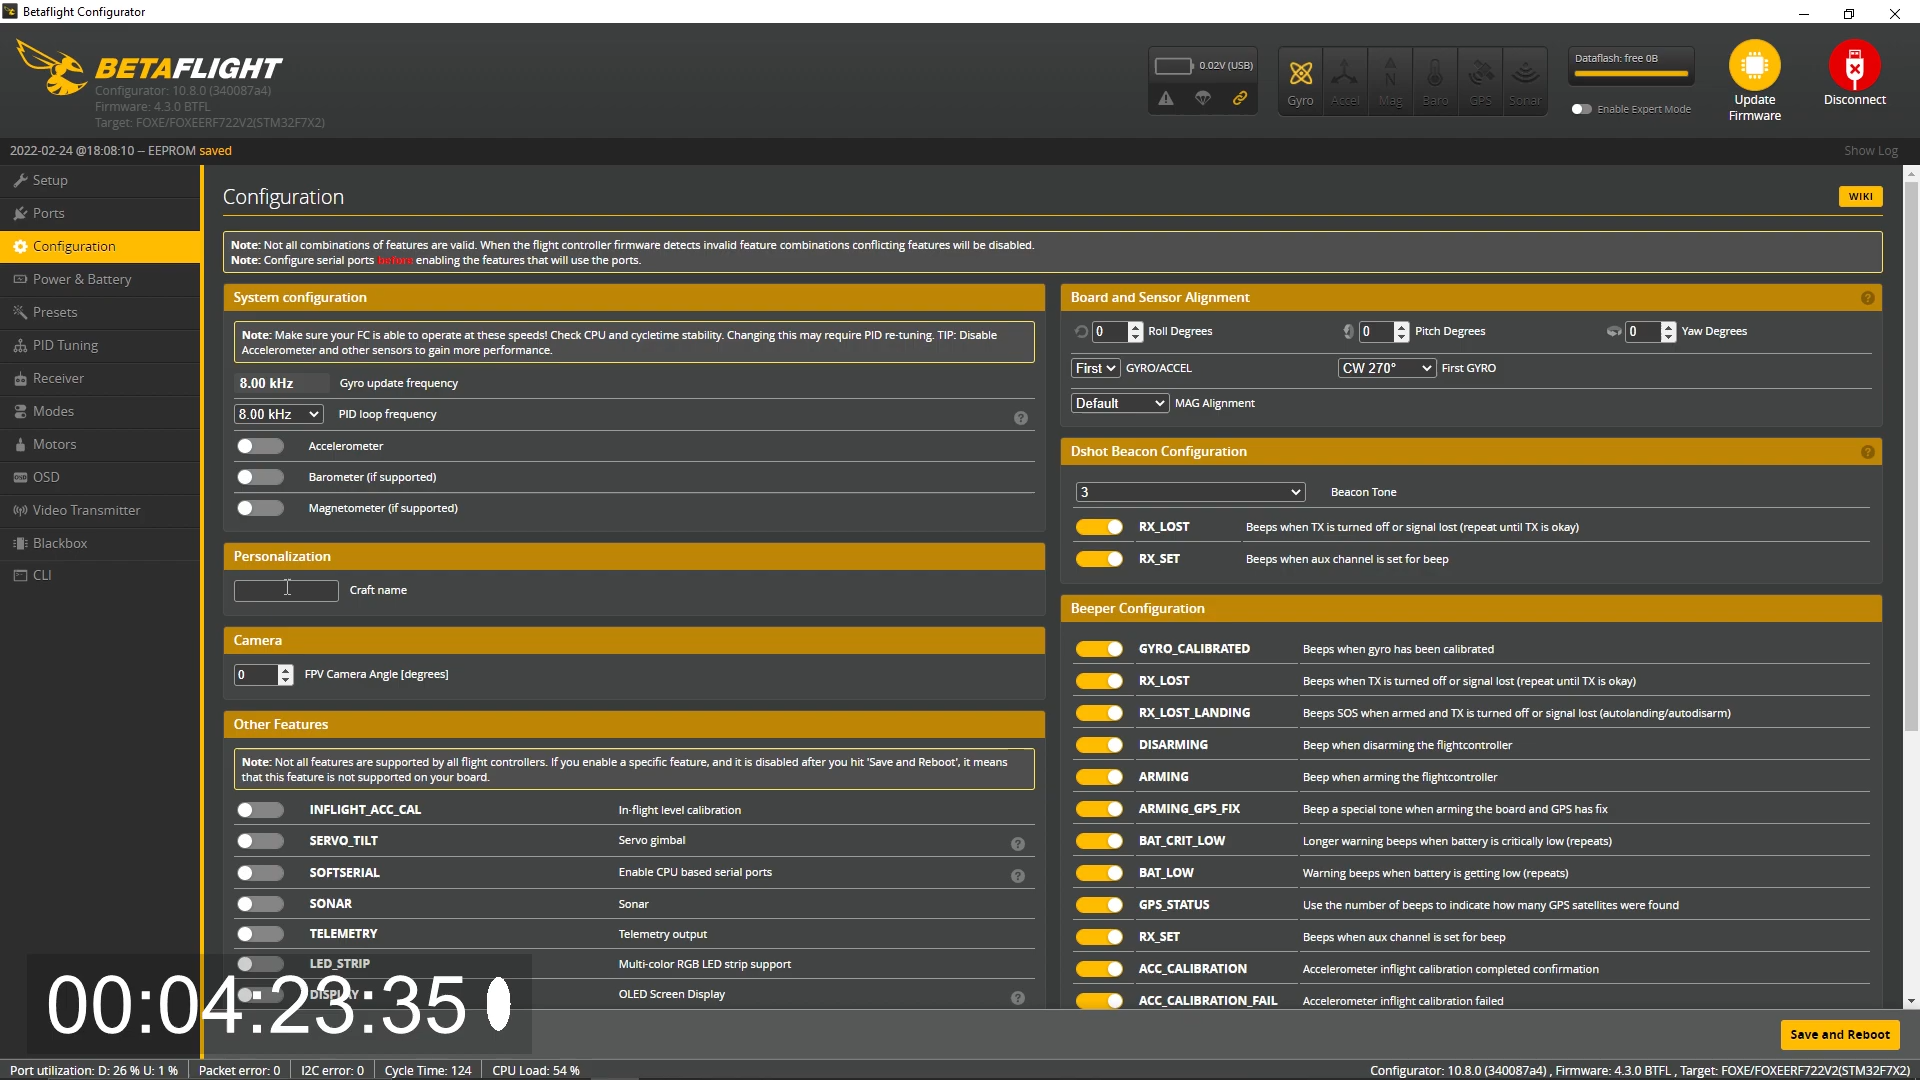 Betaflight Configurator
BETAFLIGHT
Configurator: 10.8.0 (340087a4)
Firmware: 4.3.0 BTFL
Target: FOXE/FOXEERF722V2(STM32F7X2)
0.02V (USB)
Gyro
Accel
Mag
Baro
GPS
Sonar
Dataflash: free 0B
Enable Expert Mode
Update
Firmware
Disconnect
2022-02-24 @18:08:10 -- EEPROM saved
Show Log
Setup
Ports
Configuration
Power & Battery
Presets
PID Tuning
Receiver
Modes
Motors
OSD
Video Transmitter
Blackbox
CLI
Configuration
WIKI
Note: Not all combinations of features are valid. When the flight controller firmware detects invalid feature combinations conflicting features will be disabled.
Note: Configure serial ports before enabling the features that will use the ports.
System configuration
Note: Make sure your FC is able to operate at these speeds! Check CPU and cycletime stability. Changing this may require PID re-tuning. TIP: Disable
Accelerometer and other sensors to gain more performance.
8.00 kHz Gyro update frequency
8.00 kHz PID loop frequency
Accelerometer
Barometer (if supported)
Magnetometer (if supported)
Personalization
Craft name
Camera
0 FPV Camera Angle [degrees]
Other Features
Note: Not all features are supported by all flight controllers. If you enable a specific feature, and it is disabled after you hit 'Save and Reboot', it means
that this feature is not supported on your board.
INFLIGHT_ACC_CAL In-flight level calibration
SERVO_TILT Servo gimbal
SOFTSERIAL Enable CPU based serial ports
SONAR Sonar
TELEMETRY Telemetry output
LED_STRIP Multi-color RGB LED strip support
DISPLAY OLED Screen Display
Board and Sensor Alignment
0 Roll Degrees 0 Pitch Degrees 0 Yaw Degrees
First GYRO/ACCEL CW 270° First GYRO
Default MAG Alignment
Dshot Beacon Configuration
3 Beacon Tone
RX_LOST Beeps when TX is turned off or signal lost (repeat until TX is okay)
RX_SET Beeps when aux channel is set for beep
Beeper Configuration
GYRO_CALIBRATED Beeps when gyro has been calibrated
RX_LOST Beeps when TX is turned off or signal lost (repeat until TX is okay)
RX_LOST_LANDING Beeps SOS when armed and TX is turned off or signal lost (autolanding/autodisarm)
DISARMING Beep when disarming the flightcontroller
ARMING Beep when arming the flightcontroller
ARMING_GPS_FIX Beep a special tone when arming the board and GPS has fix
BAT_CRIT_LOW Longer warning beeps when battery is critically low (repeats)
BAT_LOW Warning beeps when battery is getting low (repeats)
GPS_STATUS Use the number of beeps to indicate how many GPS satellites were found
RX_SET Beeps when aux channel is set for beep
ACC_CALIBRATION Accelerometer inflight calibration completed confirmation
ACC_CALIBRATION_FAIL Accelerometer inflight calibration failed
00:04:23:35
Save and Reboot
Port utilization: D: 26 % U: 1 % Packet error: 0 I2C error: 0 Cycle Time: 124 CPU Load: 54 %
Configurator: 10.8.0 (340087a4) , Firmware: 4.3.0 BTFL , Target: FOXE/FOXEERF722V2(STM32F7X2)